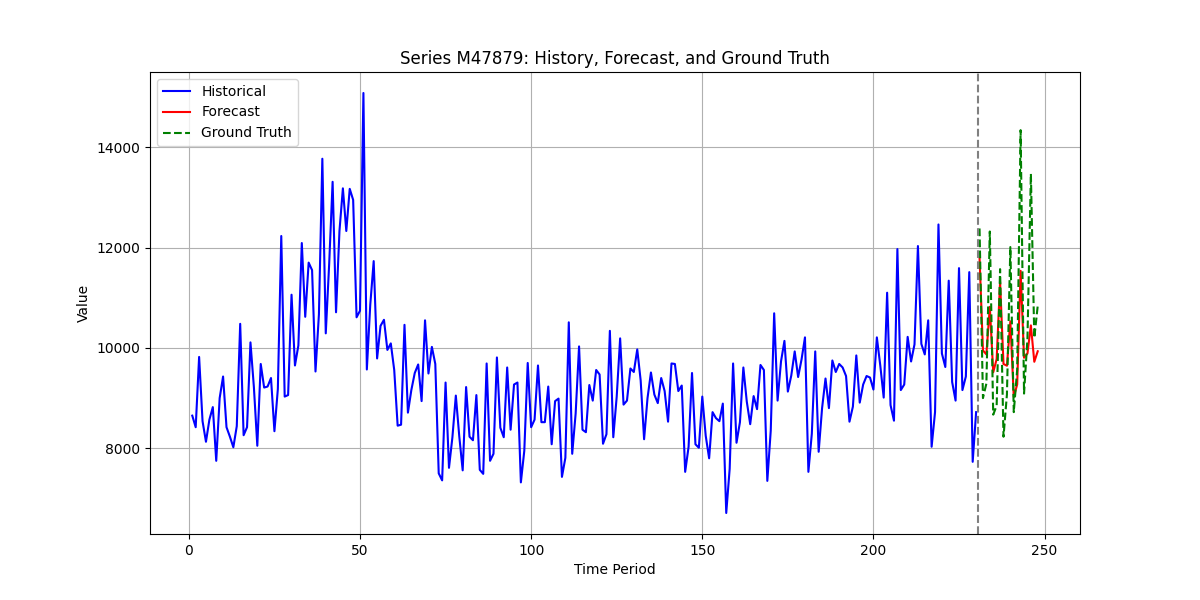 Series M47879: History, Forecast, and Ground Truth
Historical
Forecast
Ground Truth
14000
12000
10000
8000
Value
0
50
100
150
200
250
Time Period